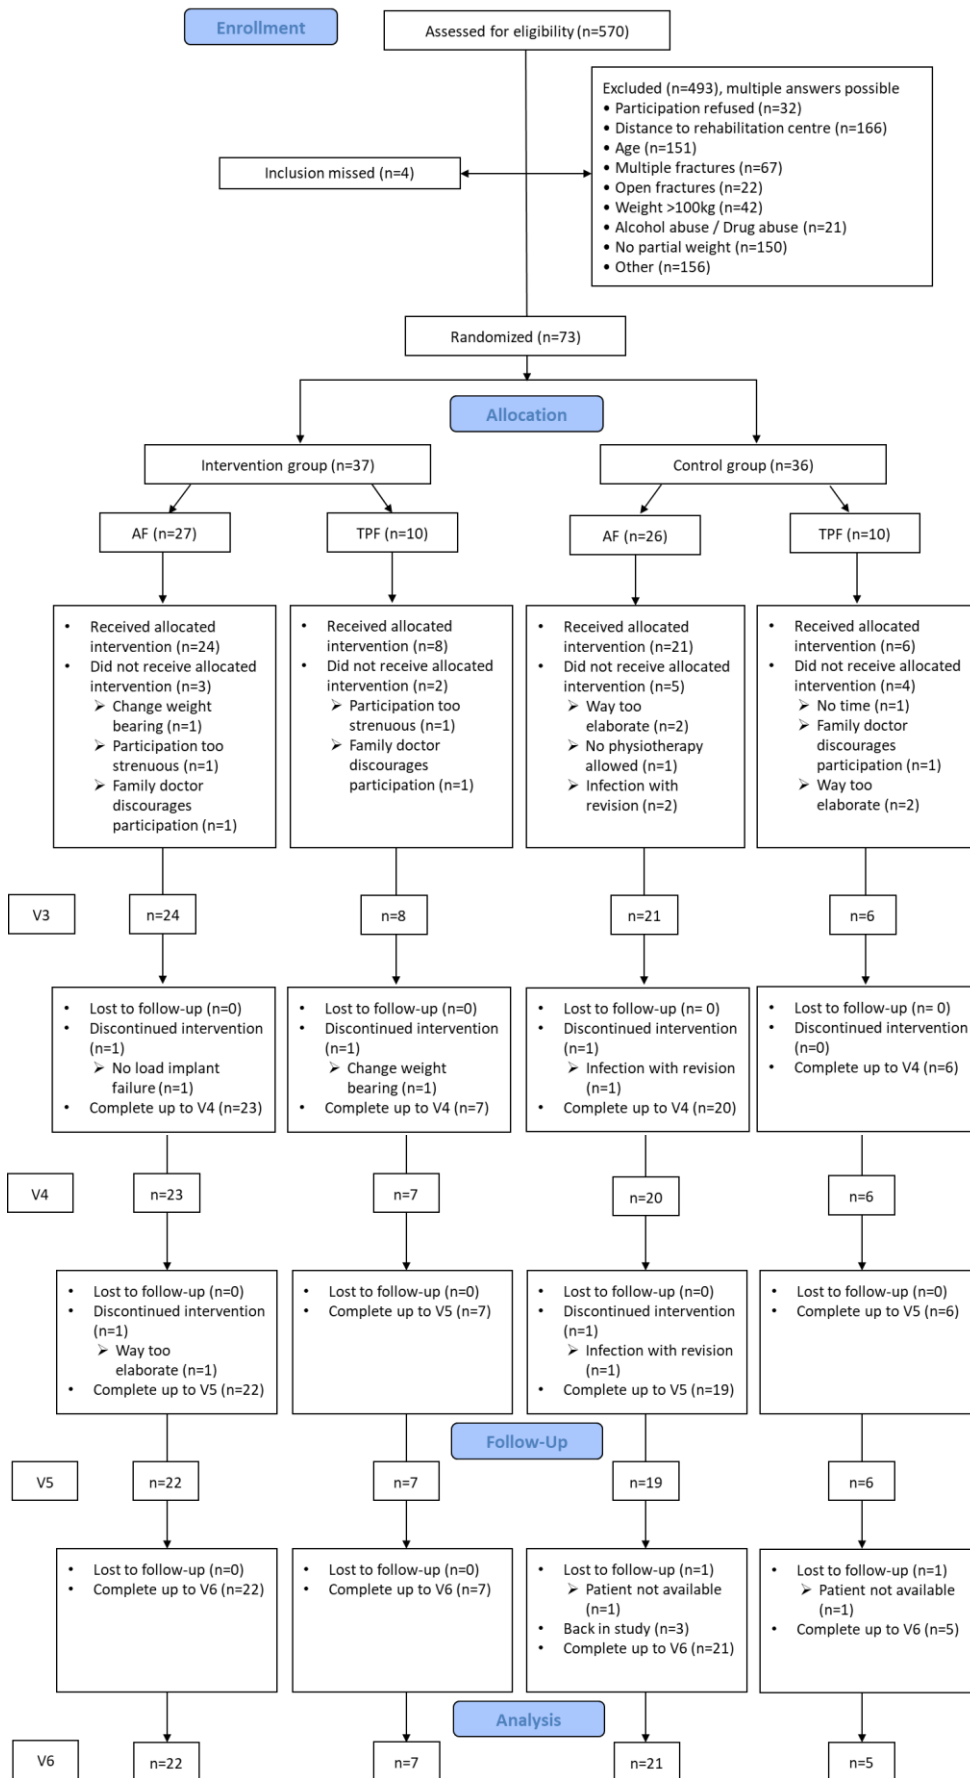 Enrollment
Assessed for eligibility (n=570)
Excluded (n=493), multiple answers possible
• Participation refused (n=32)
• Distance to rehabilitation centre (n=166)
• Age (n=151)
• Multiple fractures (n=67)
• Open fractures (n=22)
• Weight >100kg (n=42)
• Alcohol abuse / Drug abuse (n=21)
• No partial weight (n=150)
• Other (n=156)
Inclusion missed (n=4)
Randomized (n=73)
Allocation
Intervention group (n=37)
Control group (n=36)
AF (n=27)
TPF (n=10)
AF (n=26)
TPF (n=10)
• Received allocated
intervention (n=24)
• Did not receive allocated
intervention (n=3)
➢ Change weight
bearing (n=1)
➢ Participation too
strenuous (n=1)
➢ Family doctor
discourages
participation (n=1)
• Received allocated
intervention (n=8)
• Did not receive allocated
intervention (n=2)
➢ Participation too
strenuous (n=1)
➢ Family doctor
discourages
participation (n=1)
• Received allocated
intervention (n=21)
• Did not receive allocated
intervention (n=5)
➢ Way too
elaborate (n=2)
➢ No physiotherapy
allowed (n=1)
➢ Infection with
revision (n=2)
• Received allocated
intervention (n=6)
• Did not receive allocated
intervention (n=4)
➢ No time (n=1)
➢ Family doctor
discourages
participation (n=1)
➢ Way too
elaborate (n=2)
V3
n=24
n=8
n=21
n=6
• Lost to follow-up (n=0)
• Discontinued intervention
(n=1)
➢ No load implant
failure (n=1)
• Complete up to V4 (n=23)
• Lost to follow-up (n=0)
• Discontinued intervention
(n=1)
➢ Change weight
bearing (n=1)
• Complete up to V4 (n=7)
• Lost to follow-up (n= 0)
• Discontinued intervention
(n=1)
➢ Infection with revision
(n=1)
• Complete up to V4 (n=20)
• Lost to follow-up (n= 0)
• Discontinued intervention
(n=0)
• Complete up to V4 (n=6)
V4
n=23
n=7
n=20
n=6
• Lost to follow-up (n=0)
• Discontinued intervention
(n=1)
➢ Way too
elaborate (n=1)
• Complete up to V5 (n=22)
• Lost to follow-up (n=0)
• Complete up to V5 (n=7)
• Lost to follow-up (n=0)
• Discontinued intervention
(n=1)
➢ Infection with revision
(n=1)
• Complete up to V5 (n=19)
• Lost to follow-up (n=0)
• Complete up to V5 (n=6)
Follow-Up
V5
n=22
n=7
n=19
n=6
• Lost to follow-up (n=0)
• Complete up to V6 (n=22)
• Lost to follow-up (n=0)
• Complete up to V6 (n=7)
• Lost to follow-up (n=1)
➢ Patient not available
(n=1)
• Back in study (n=3)
• Complete up to V6 (n=21)
• Lost to follow-up (n=1)
➢ Patient not available
(n=1)
• Complete up to V6 (n=5)
Analysis
V6
n=22
n=7
n=21
n=5